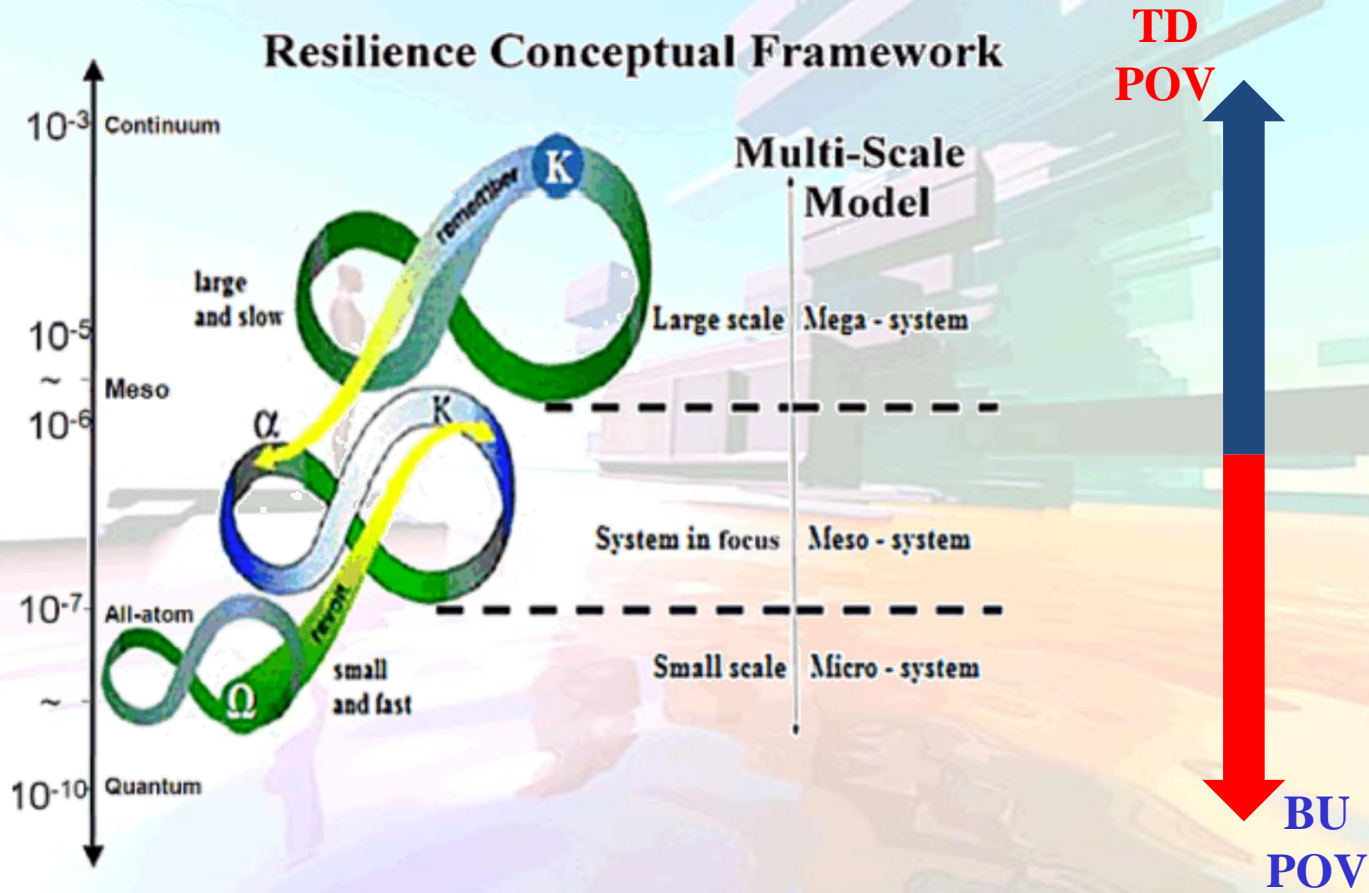 TD
POV
Resilience Conceptual Framework
10-3
Continuum
Multi-Scale
Model
K
remember
large
and slow
10-5
Large scale Mega - system
~
Meso
10-6
α
K
System in focus Meso - system
10-7
All-atom
revolt
Small scale Micro - system
small
and fast
~
Ω
10-10
Quantum
BU
POV